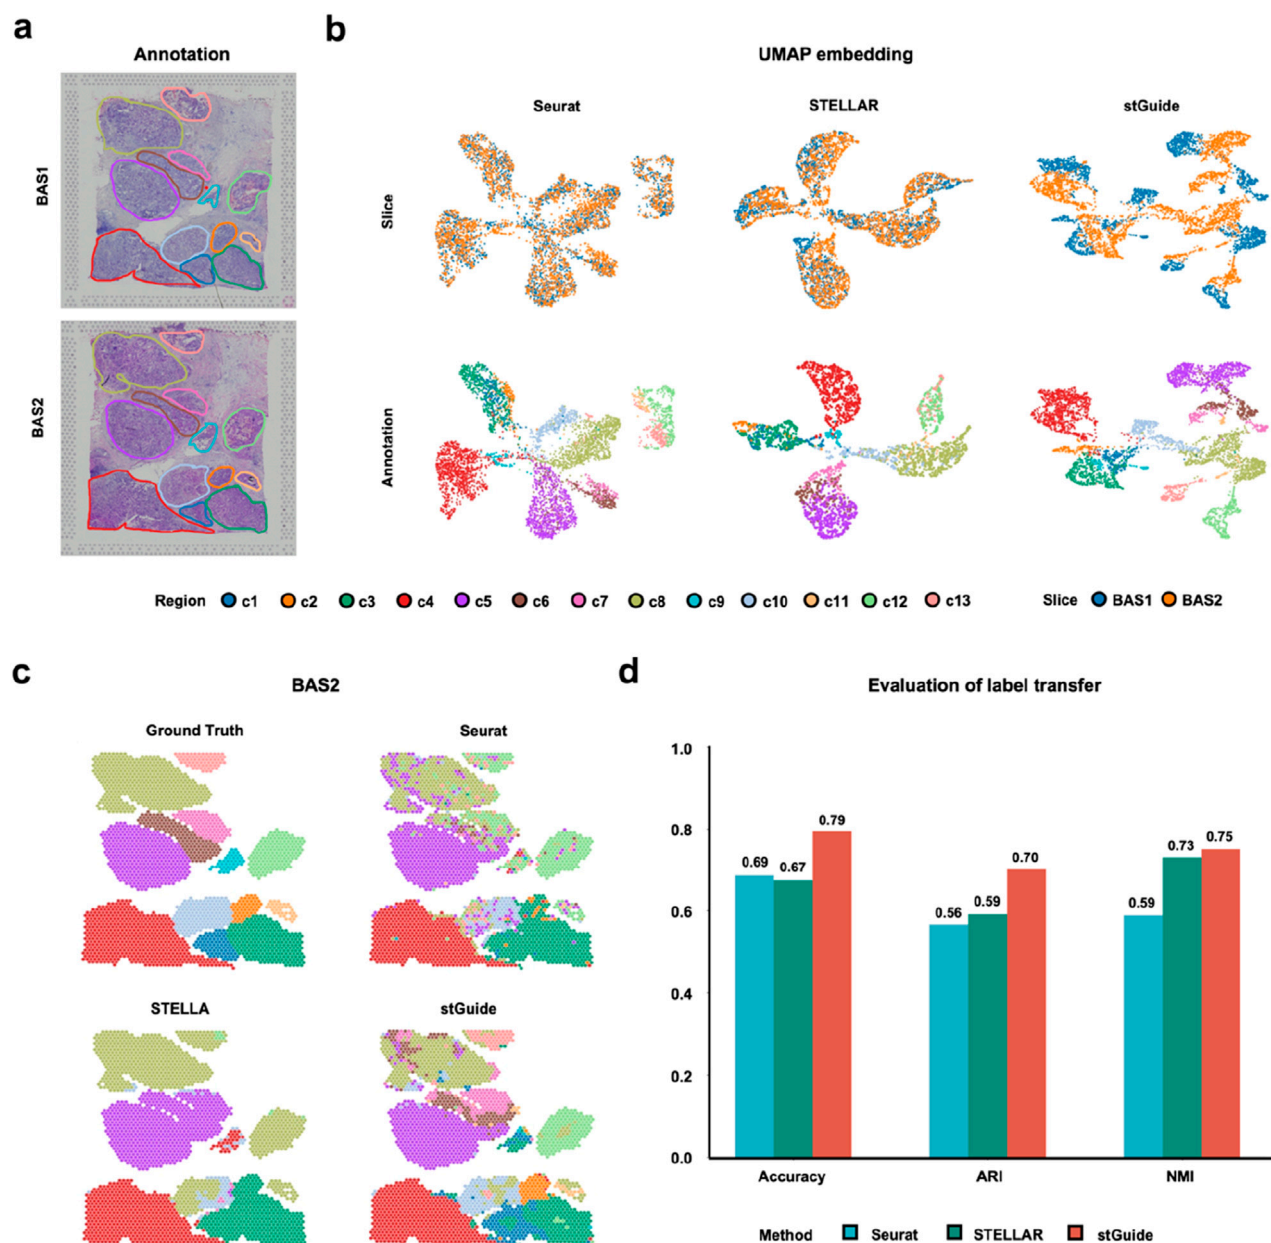 a
Annotation
BAS1
BAS2
b
UMAP embedding
Seurat
STELLAR
stGuide
Slice
Annotation
Region c1 c2 c3 c4 c5 c6 c7 c8 c9 c10 c11 c12 c13
Slice BAS1 BAS2
c
BAS2
Ground Truth
Seurat
STELLA
stGuide
d
Evaluation of label transfer
1.0
0.8
0.6
0.4
0.2
0.0
0.69
0.67
0.79
0.56
0.59
0.70
0.59
0.73
0.75
Accuracy
ARI
NMI
Method Seurat STELLAR stGuide